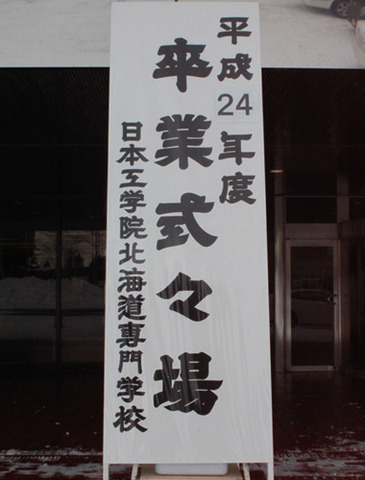 平成24年度
卒業式々場
日本工学院北海道専門学校